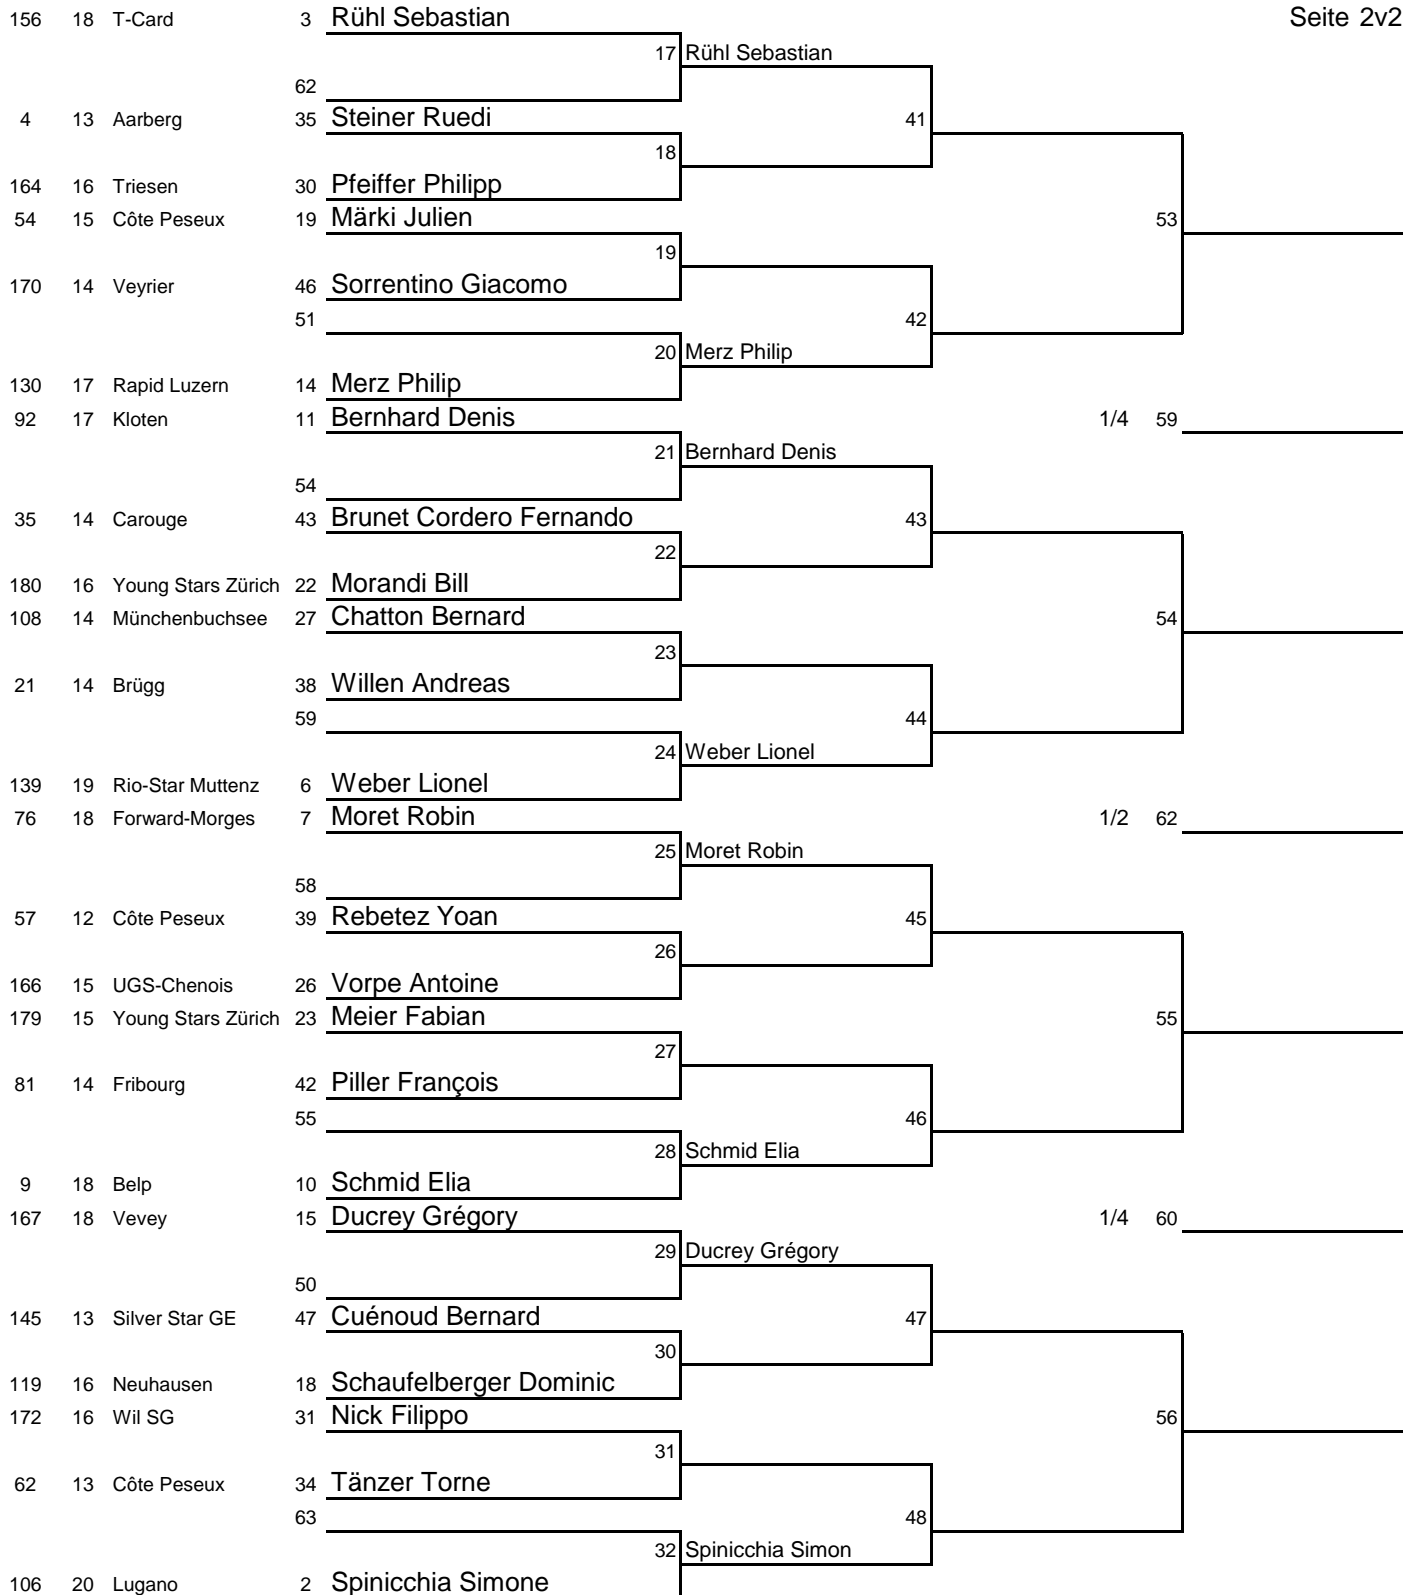 156 18 T-Card 3 Rühl Sebastian Seite 2v2
17 Rühl Sebastian
62
4 13 Aarberg 35 Steiner Ruedi 41
18
164 16 Triesen 30 Pfeiffer Philipp
54 15 Côte Peseux 19 Märki Julien 53
19
170 14 Veyrier 46 Sorrentino Giacomo
51 42
20 Merz Philip
130 17 Rapid Luzern 14 Merz Philip
92 17 Kloten 11 Bernhard Denis 1/4 59
21 Bernhard Denis
54
35 14 Carouge 43 Brunet Cordero Fernando 43
22
180 16 Young Stars Zürich 22 Morandi Bill
108 14 Münchenbuchsee 27 Chatton Bernard 54
23
21 14 Brügg 38 Willen Andreas
59 44
24 Weber Lionel
139 19 Rio-Star Muttenz 6 Weber Lionel
76 18 Forward-Morges 7 Moret Robin 1/2 62
25 Moret Robin
58
57 12 Côte Peseux 39 Rebetez Yoan 45
26
166 15 UGS-Chenois 26 Vorpe Antoine
179 15 Young Stars Zürich 23 Meier Fabian 55
27
81 14 Fribourg 42 Piller François
55 46
28 Schmid Elia
9 18 Belp 10 Schmid Elia
167 18 Vevey 15 Ducrey Grégory 1/4 60
29 Ducrey Grégory
50
145 13 Silver Star GE 47 Cuénoud Bernard 47
30
119 16 Neuhausen 18 Schaufelberger Dominic
172 16 Wil SG 31 Nick Filippo 56
31
62 13 Côte Peseux 34 Tänzer Torne
63 48
32 Spinicchia Simon
106 20 Lugano 2 Spinicchia Simone